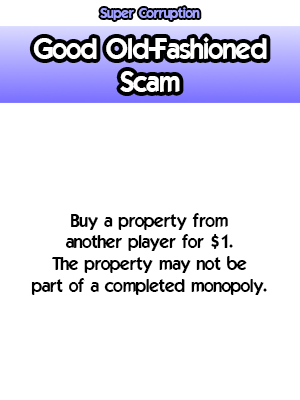 Super Corruption
Good Old-Fashioned
Scam
Buy a property from
another player for $1.
The property may not be
part of a completed monopoly.